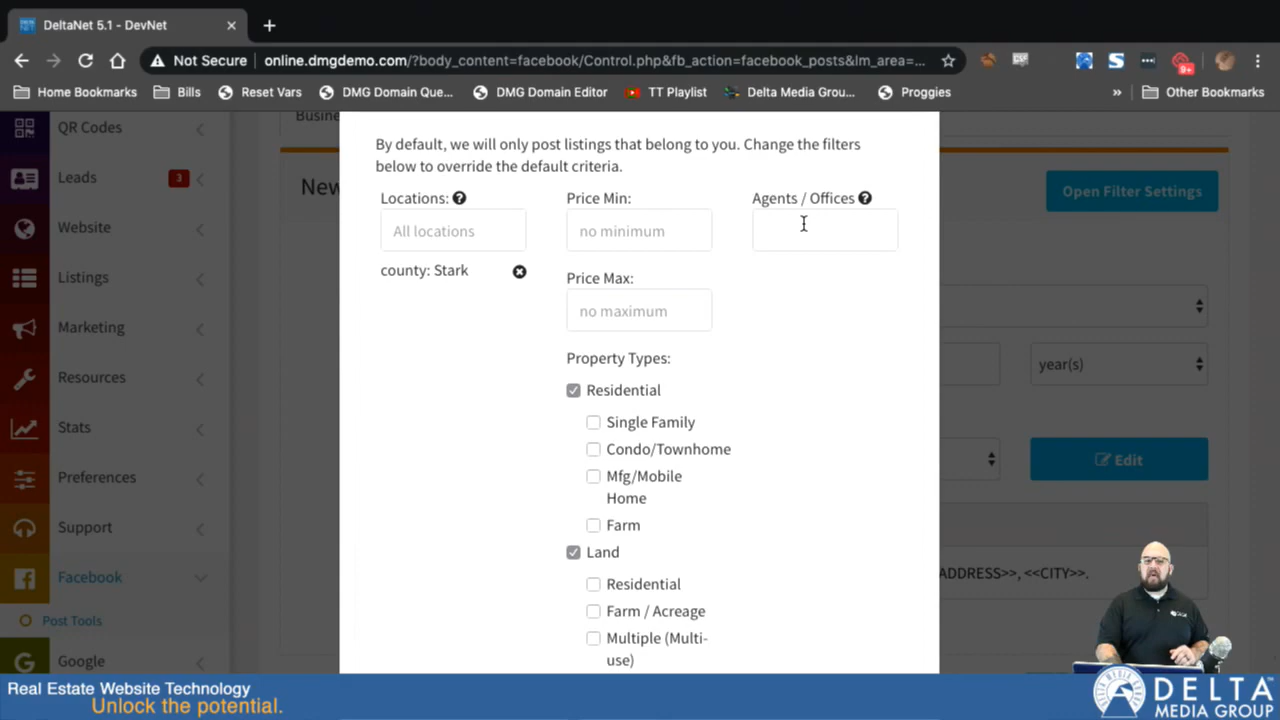 DeltaNet 5.1 - DevNet
Not Secure
online.dmgdemo.com/?body_content=facebook/Control.php&fb_action=facebook_posts&lm_area=...
9+
Home Bookmarks
Bills
Reset Vars
DMG Domain Que...
DMG Domain Editor
TT Playlist
Delta Media Grou...
Proggies
»
Other Bookmarks
QR Codes
Leads
3
Website
Listings
Marketing
Resources
Stats
Preferences
Support
Facebook
Post Tools
Google
Busine
New
Open Filter Settings
year(s)
Edit
ADDRESS>>, <<CITY>>.
By default, we will only post listings that belong to you. Change the filters
below to override the default criteria.
Locations:
All locations
county: Stark
Price Min:
no minimum
Price Max:
no maximum
Property Types:
Residential
Single Family
Condo/Townhome
Mfg/Mobile
Home
Farm
Land
Residential
Farm / Acreage
Multiple (Multi-
use)
Agents / Offices
Real Estate Website Technology
Unlock the potential.
DELTA
MEDIA GROUP